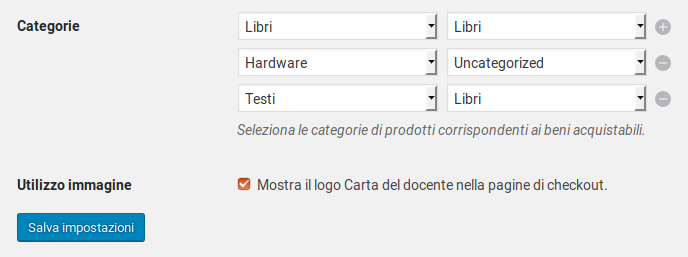 Categorie Libri Libri
Hardware Uncategorized
Testi Libri
Seleziona le categorie di prodotti corrispondenti ai beni acquistabili.
Utilizzo immagine Mostra il logo Carta del docente nella pagine di checkout.
Salva impostazioni